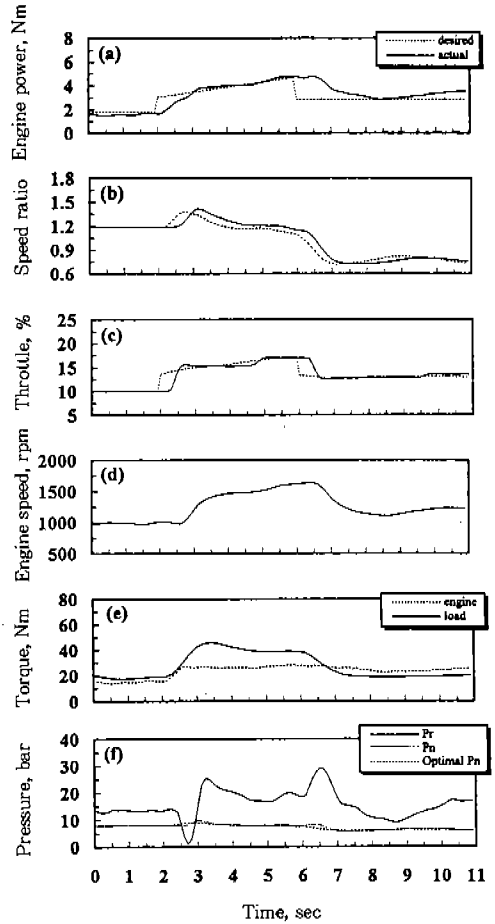 Engine power, Nm
8
6
4
2
0
(a)
desired
actual
Speed ratio
1.8
1.5
1.2
0.9
0.6
(b)
Throttle, %
25
20
15
10
5
(c)
Engine speed, rpm
2000
1500
1000
500
(d)
Torque, Nm
80
60
40
20
0
(e)
engine
load
Pressure, bar
40
30
20
10
0
(f)
Pr
Pn
Optimal Pn
0 1 2 3 4 5 6 7 8 9 10 11
Time, sec